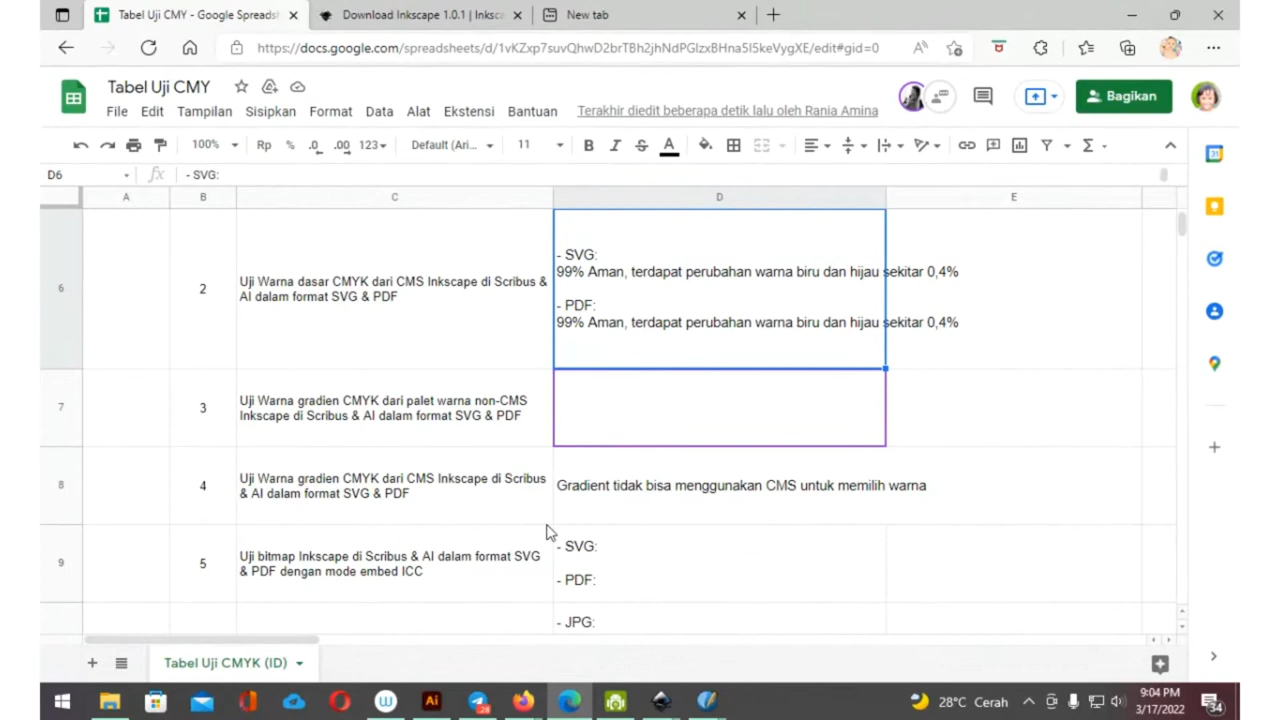 Tabel Uji CMY - Google Spreadsh
Download Inkscape 1.0.1 | Inksca
New tab
https://docs.google.com/spreadsheets/d/1vKZxp7suvQhwD2brTBh2jhNdPGlzxBHna5I5keVygXE/edit#gid=0
Tabel Uji CMY
File Edit Tampilan Sisipkan Format Data Alat Ekstensi Bantuan
Terakhir diedit beberapa detik lalu oleh Rania Amina
Bagikan
100% Rp % .0 .00 123 Default (Ari... 11 B I S A
D6 fx - SVG:
A B C D E
6
2
Uji Warna dasar CMYK dari CMS Inkscape di Scribus &
AI dalam format SVG & PDF
- SVG:
99% Aman, terdapat perubahan warna biru dan hijau sekitar 0,4%
- PDF:
99% Aman, terdapat perubahan warna biru dan hijau sekitar 0,4%
7
3
Uji Warna gradien CMYK dari palet warna non-CMS
Inkscape di Scribus & AI dalam format SVG & PDF
8
4
Uji Warna gradien CMYK dari CMS Inkscape di Scribus
& AI dalam format SVG & PDF
Gradient tidak bisa menggunakan CMS untuk memilih warna
9
5
Uji bitmap Inkscape di Scribus & AI dalam format SVG
& PDF dengan mode embed ICC
- SVG:
- PDF:
- JPG:
Tabel Uji CMYK (ID)
28°C Cerah
9:04 PM
3/17/2022
34